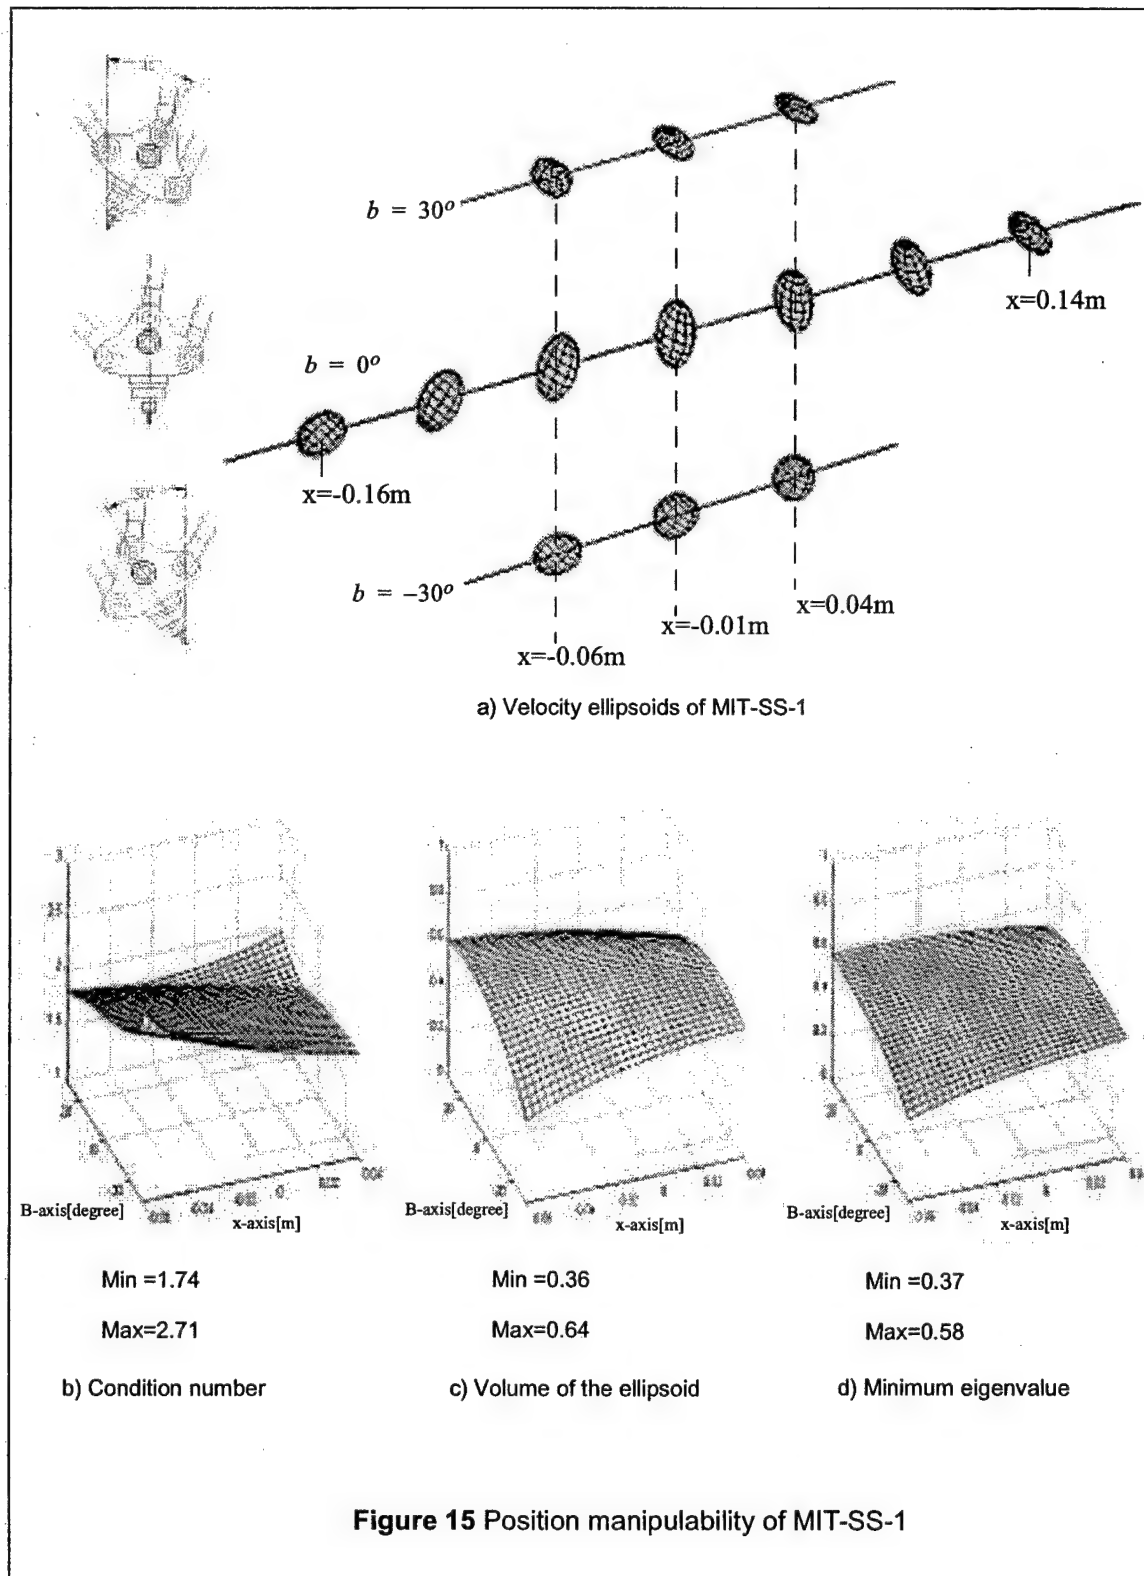 b = 30°
x=0.14m
b = 0°
x=-0.16m
b = –30°
x=0.04m
x=-0.01m
x=-0.06m
a) Velocity ellipsoids of MIT-SS-1
B-axis[degree]
x-axis[m]
B-axis[degree]
x-axis[m]
B-axis[degree]
x-axis[m]
Min =1.74
Min =0.36
Min =0.37
Max=2.71
Max=0.64
Max=0.58
b) Condition number
c) Volume of the ellipsoid
d) Minimum eigenvalue
Figure 15 Position manipulability of MIT-SS-1